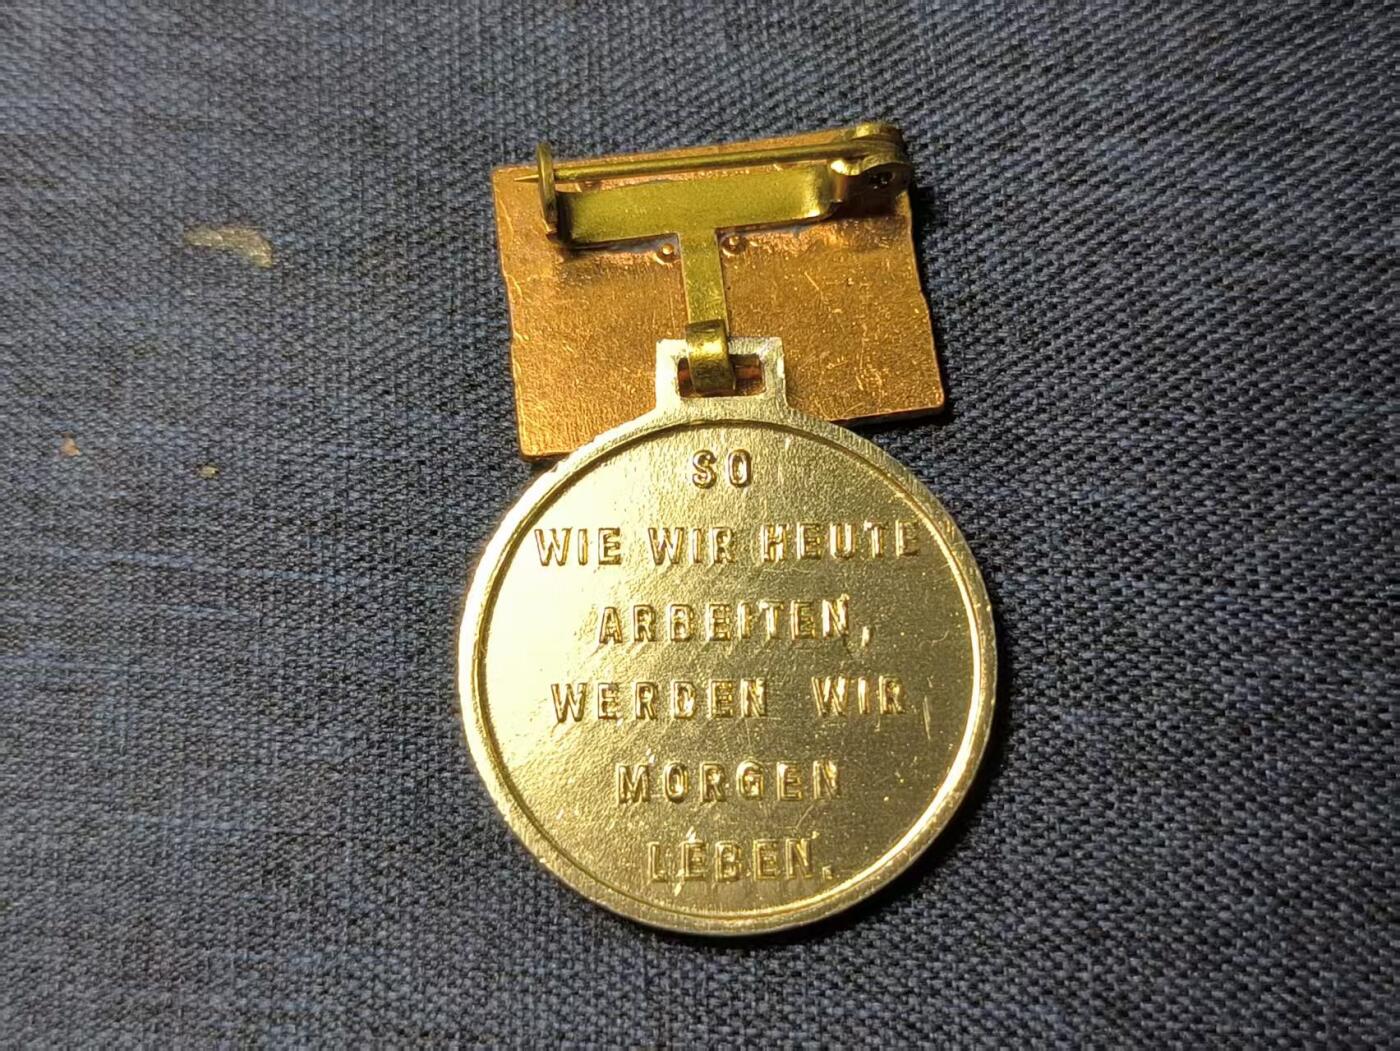 SO
WIE WIR HEUTE
ARBEITEN,
WERDEN WIR
MORGEN
LEBEN.